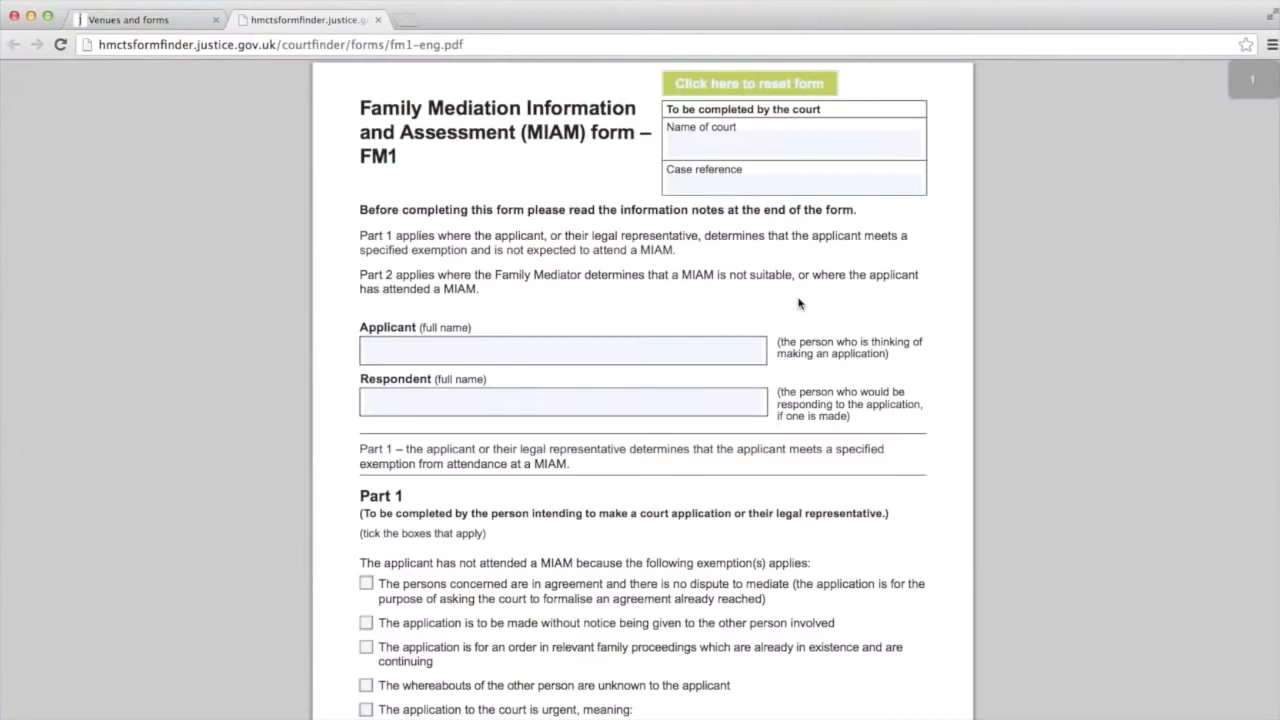 Venues and forms
hmctsformfinder.justice.g
hmctsformfinder.justice.gov.uk/courtfinder/forms/fm1-eng.pdf
1
Click here to reset form
Family Mediation Information
and Assessment (MIAM) form –
FM1
To be completed by the court
Name of court
Case reference
Before completing this form please read the information notes at the end of the form.
Part 1 applies where the applicant, or their legal representative, determines that the applicant meets a
specified exemption and is not expected to attend a MIAM.
Part 2 applies where the Family Mediator determines that a MIAM is not suitable, or where the applicant
has attended a MIAM.
Applicant (full name)
(the person who is thinking of
making an application)
Respondent (full name)
(the person who would be
responding to the application,
if one is made)
Part 1 – the applicant or their legal representative determines that the applicant meets a specified
exemption from attendance at a MIAM.
Part 1
(To be completed by the person intending to make a court application or their legal representative.)
(tick the boxes that apply)
The applicant has not attended a MIAM because the following exemption(s) applies:
The persons concerned are in agreement and there is no dispute to mediate (the application is for the
purpose of asking the court to formalise an agreement already reached)
The application is to be made without notice being given to the other person involved
The application is for an order in relevant family proceedings which are already in existence and are
continuing
The whereabouts of the other person are unknown to the applicant
The application to the court is urgent, meaning: